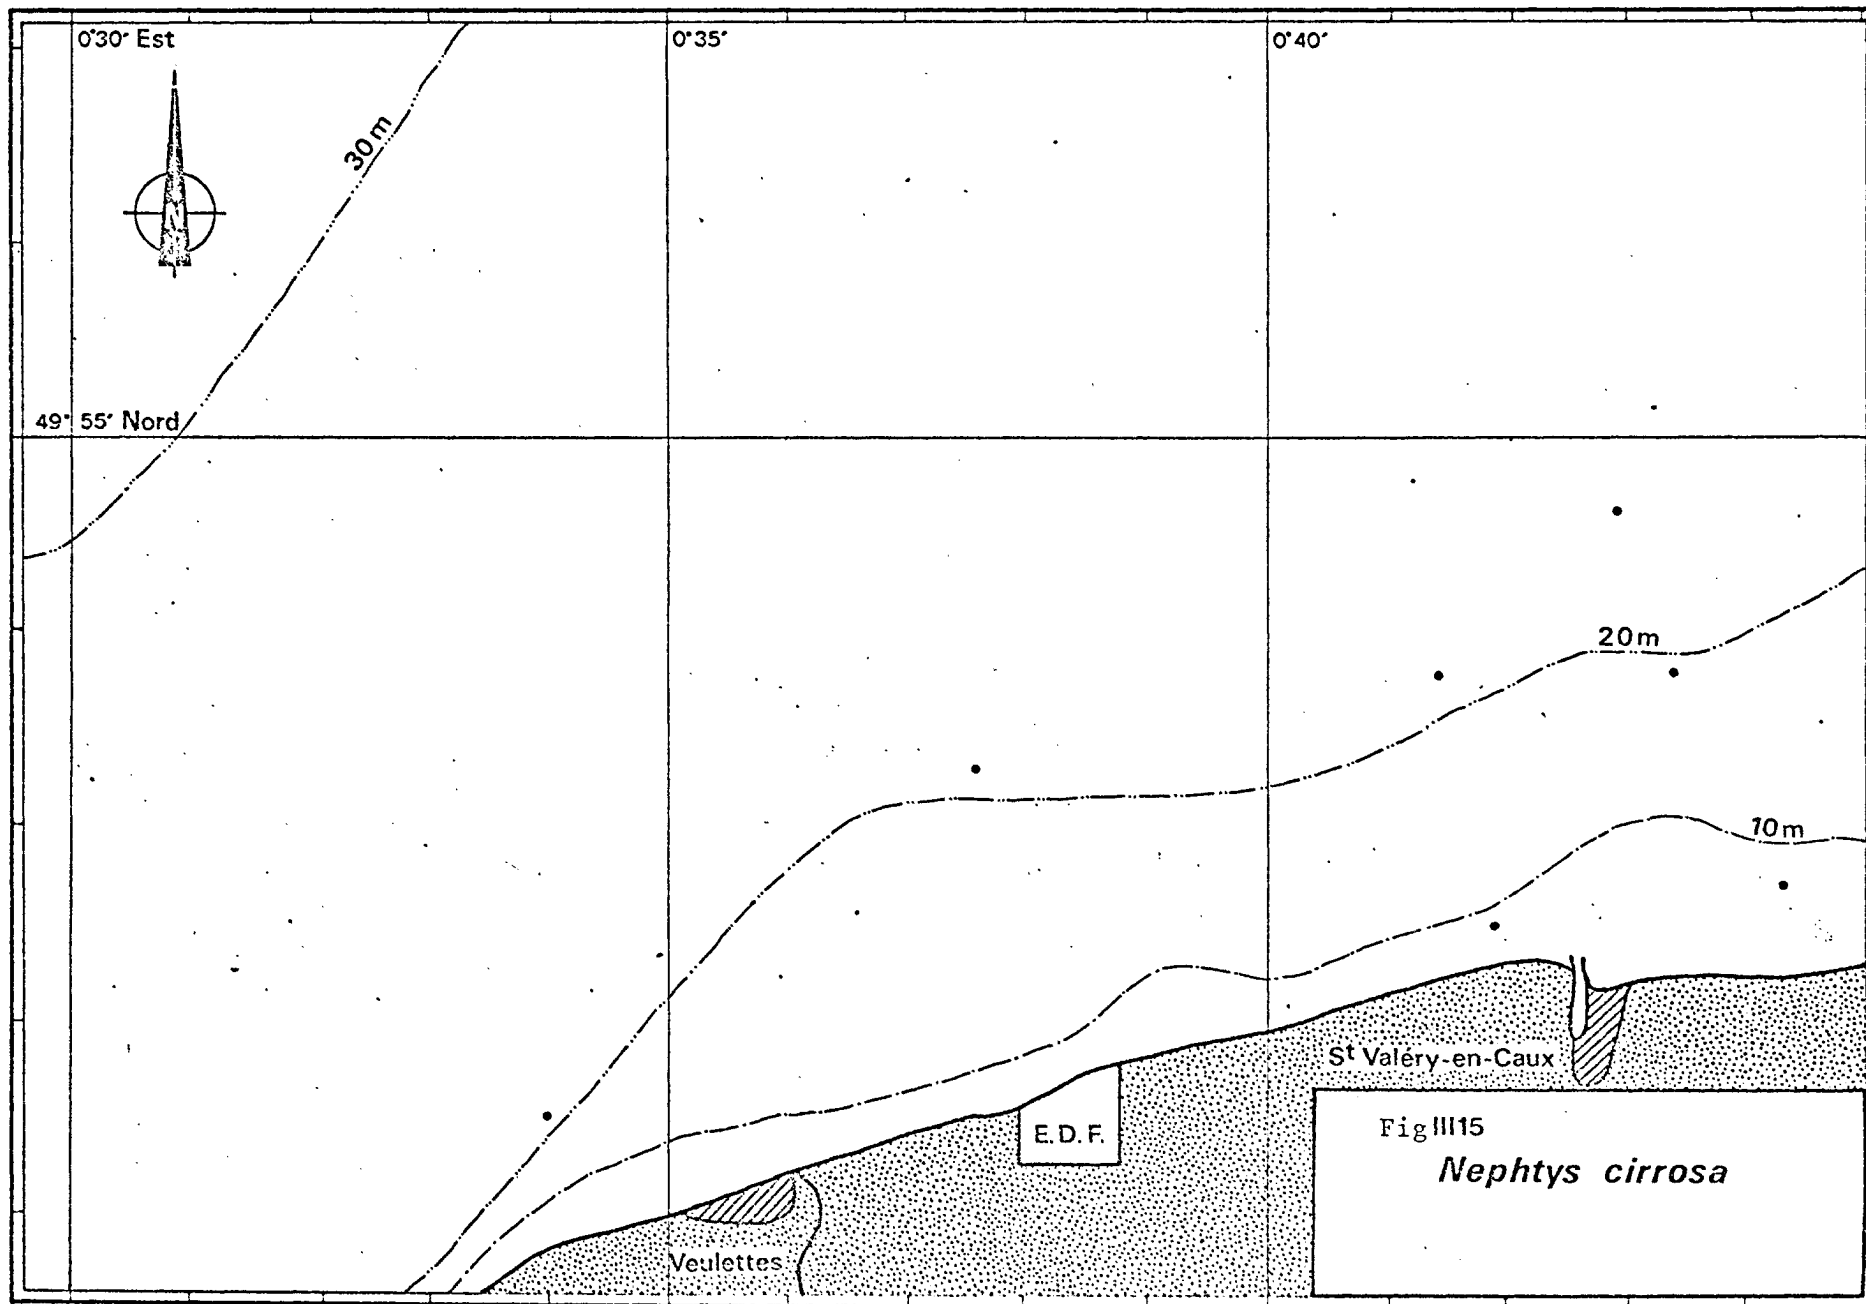 0°30' Est
0°35'
0°40'
30m
49° 55' Nord
20m
10m
St Valéry-en-Caux
E.D.F.
Fig III15
Nephtys cirrosa
Veulettes